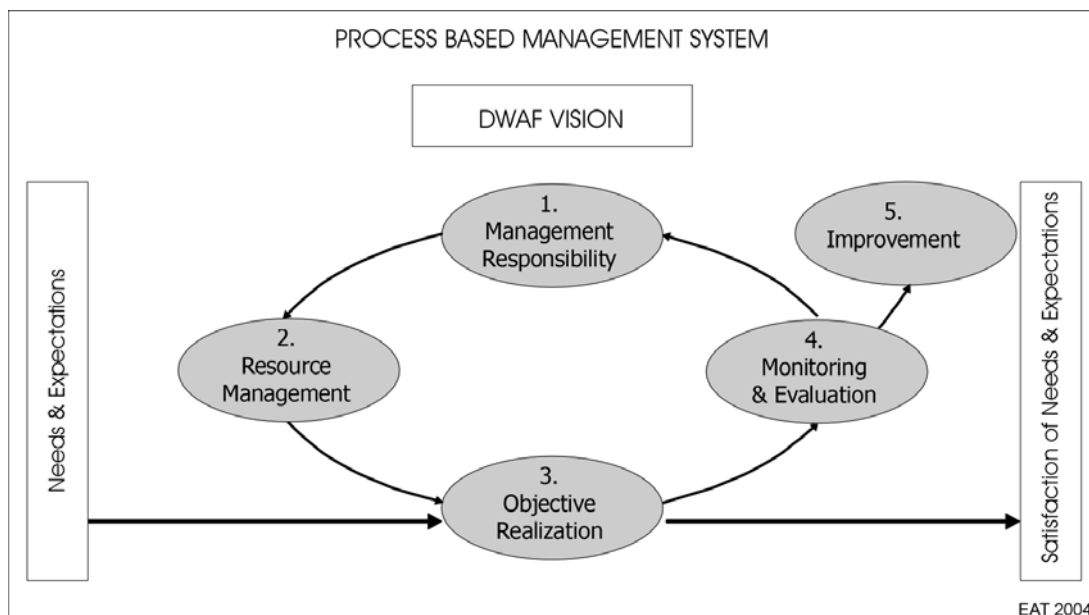 PROCESS BASED MANAGEMENT SYSTEM
DWAF VISION
Needs & Expectations
1.
Management
Responsibility
2.
Resource
Management
3.
Objective
Realization
4.
Monitoring
& Evaluation
5.
Improvement
Satisfaction of Needs & Expectations
EAT 2004